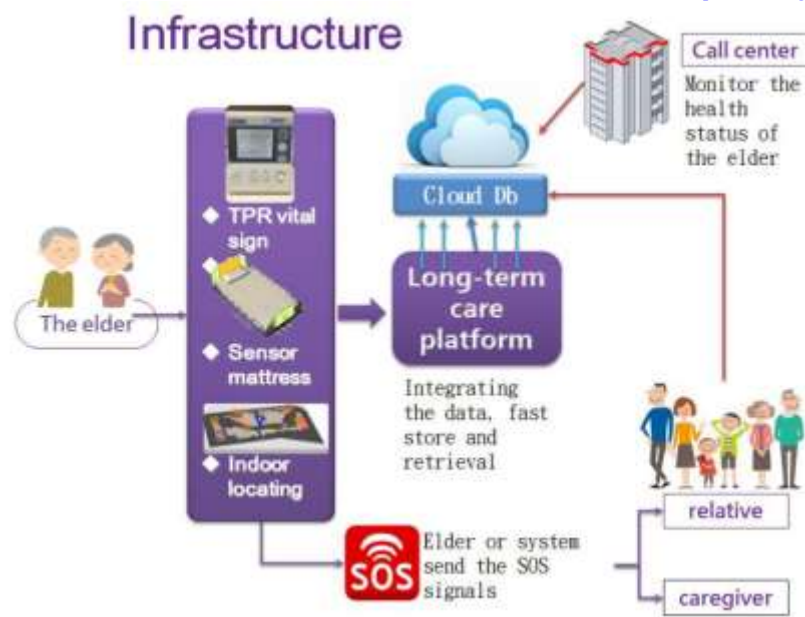 Infrastructure
Call center
Monitor the
health
status of
the elder
◆ TPR vital
sign
◆
◆ Sensor
mattress
◆ Indoor
locating
The elder
Cloud Db
Long-term
care
platform
Integrating
the data, fast
store and
retrieval
SOS
Elder or system
send the SOS
signals
relative
caregiver